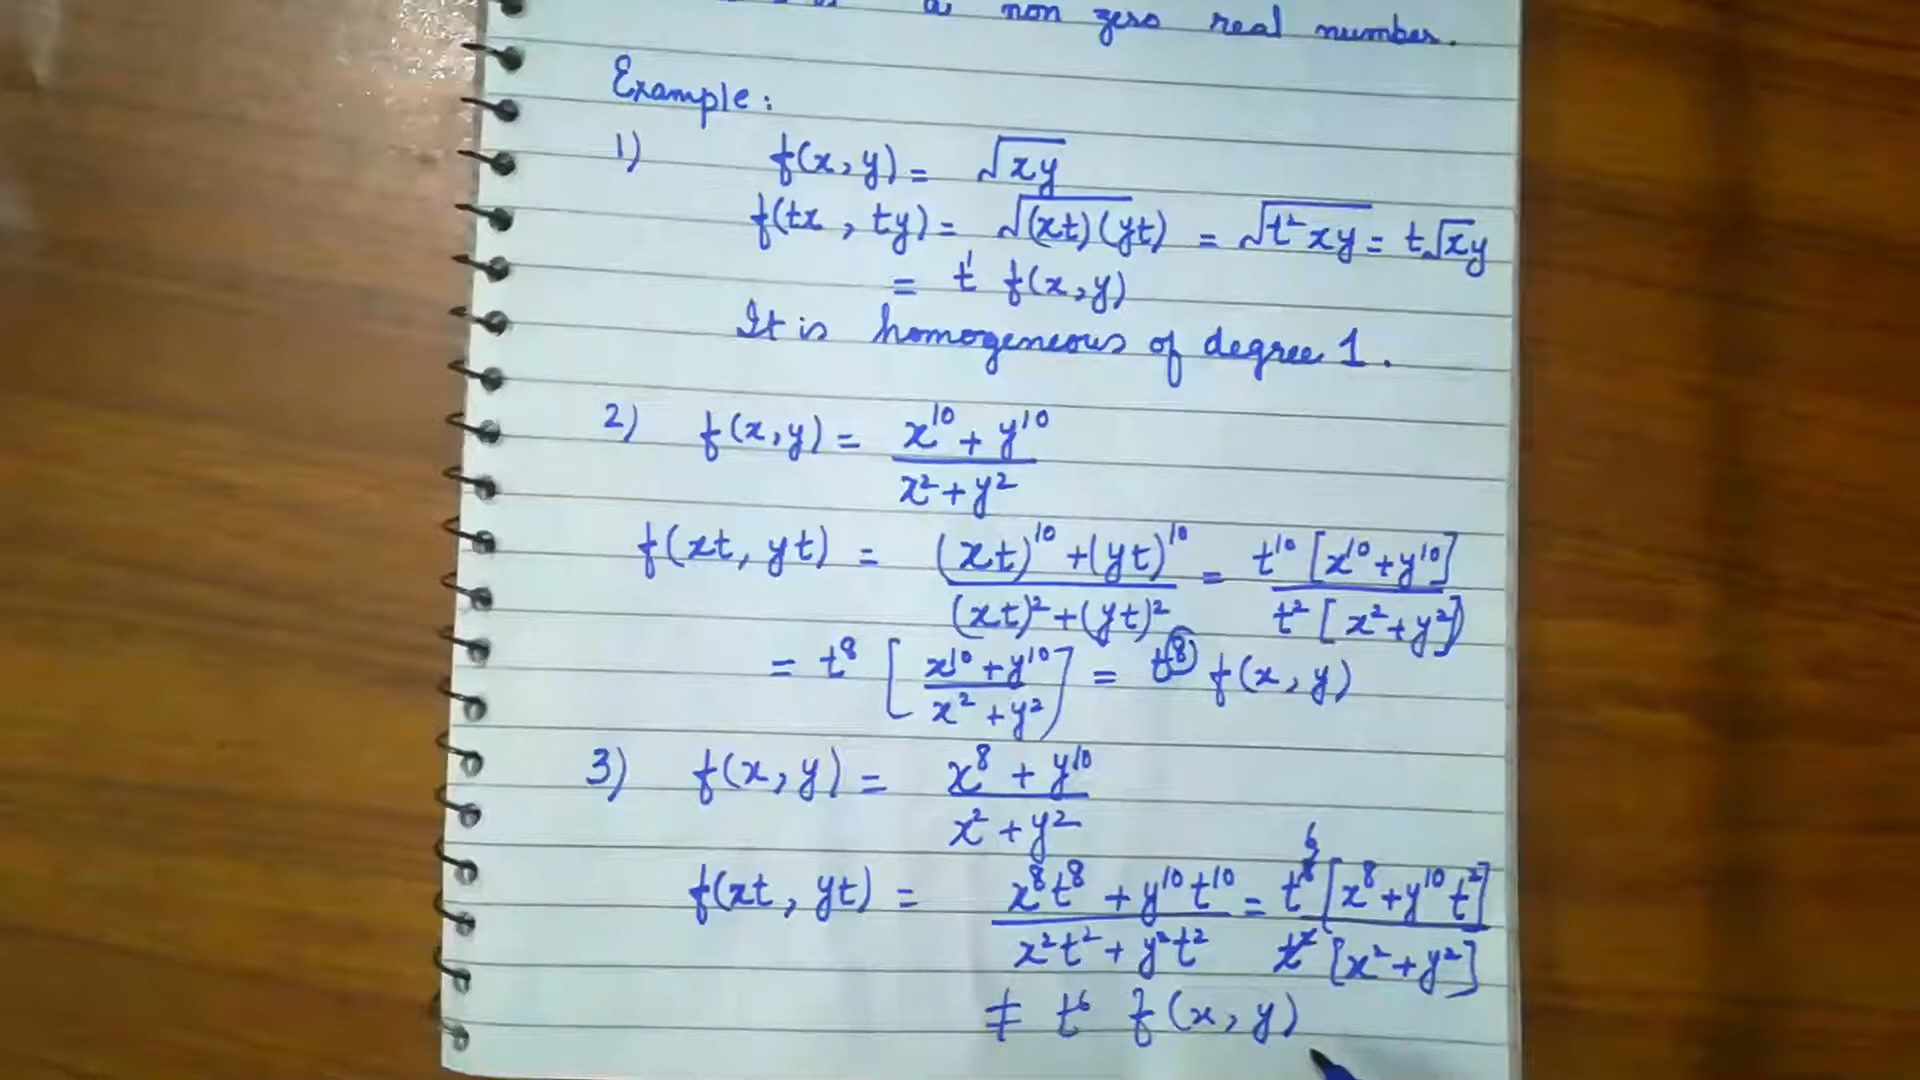 a non zero real number.
Example:
1) f(x,y) = √xy
f(tx, ty) = √(xt)(yt) = √t²xy = t√xy
= t¹ f(x,y)
It is homogeneous of degree 1.
2) f(x,y) = x¹⁰ + y¹⁰ / x² + y²
f(xt, yt) = (xt)¹⁰ + (yt)¹⁰ / (xt)² + (yt)² = t¹⁰ [x¹⁰ + y¹⁰] / t² [x² + y²]
= t⁸ [x¹⁰ + y¹⁰ / x² + y²] = t⁸ f(x,y)
3) f(x,y) = x⁸ + y¹⁰ / x² + y²
6
f(xt, yt) = x⁸t⁸ + y¹⁰t¹⁰ / x²t² + y²t² = t⁸ [x⁸ + y¹⁰t²] / t² [x² + y²]
≠ t⁶ f(x,y)